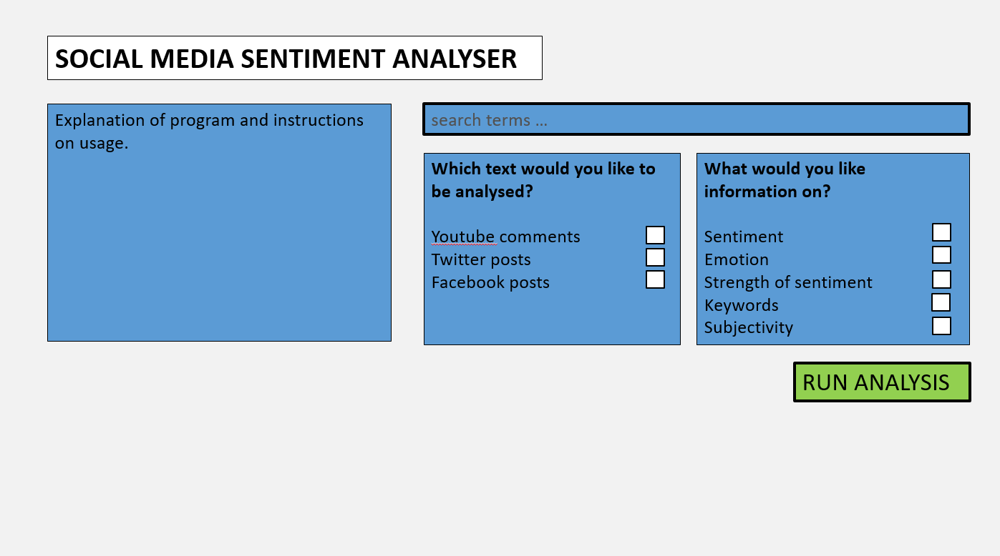 SOCIAL MEDIA SENTIMENT ANALYSER
Explanation of program and instructions
on usage.
search terms ...
Which text would you like to
be analysed?
Youtube comments
Twitter posts
Facebook posts
What would you like
information on?
Sentiment
Emotion
Strength of sentiment
Keywords
Subjectivity
RUN ANALYSIS